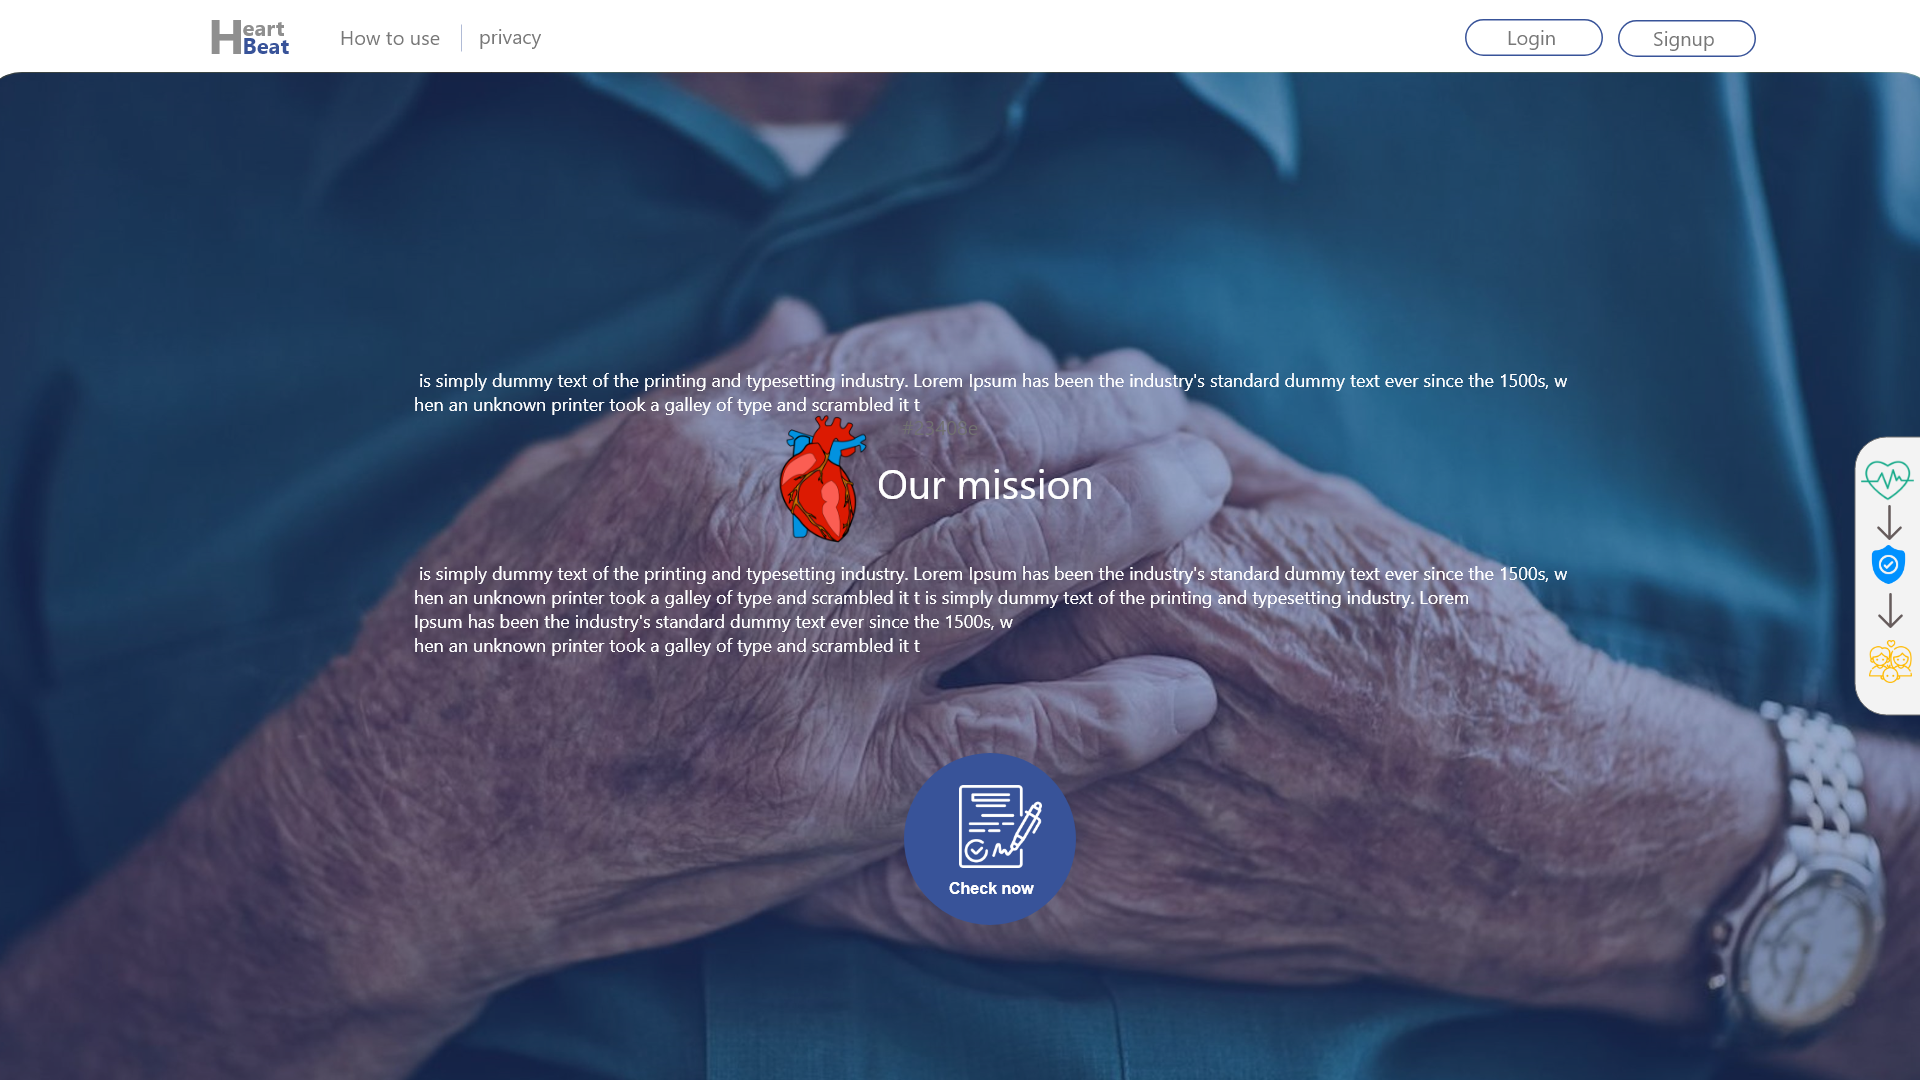 Heart
Beat
How to use
privacy
Login
Signup
is simply dummy text of the printing and typesetting industry. Lorem Ipsum has been the industry's standard dummy text ever since the 1500s, w
hen an unknown printer took a galley of type and scrambled it t
Our mission
is simply dummy text of the printing and typesetting industry. Lorem Ipsum has been the industry's standard dummy text ever since the 1500s, w
hen an unknown printer took a galley of type and scrambled it t is simply dummy text of the printing and typesetting industry. Lorem
Ipsum has been the industry's standard dummy text ever since the 1500s, w
hen an unknown printer took a galley of type and scrambled it t
Check now